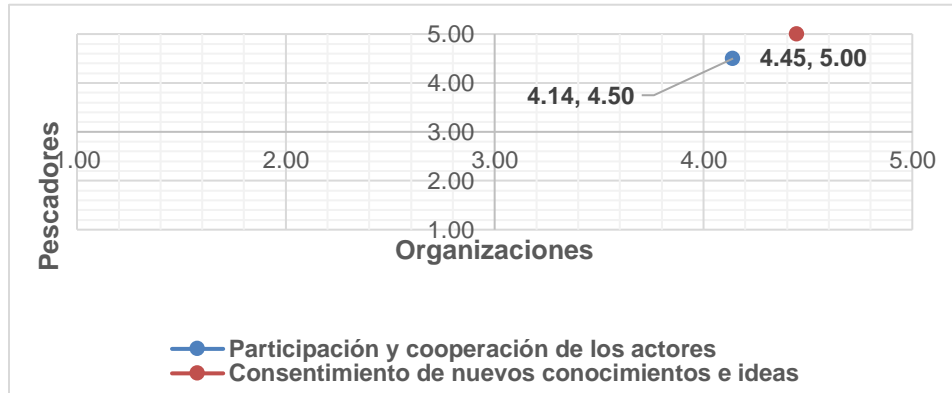 5.00
4.45, 5.00
4.00
4.14, 4.50
3.00
1.00 2.00 3.00 4.00 5.00
2.00
1.00
Pescadores
Organizaciones
Participación y cooperación de los actores
Consentimiento de nuevos conocimientos e ideas